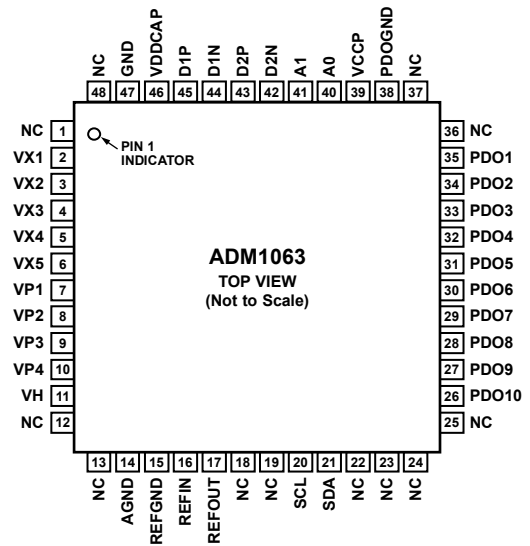 NC
GND
VDDCAP
D1P
D1N
D2P
D2N
A1
A0
VCCP
PDOGND
NC
48
47
46
45
44
43
42
41
40
39
38
37
NC 1
VX1 2
VX2 3
VX3 4
VX4 5
VX5 6
VP1 7
VP2 8
VP3 9
VP4 10
VH 11
NC 12
PIN 1
INDICATOR
ADM1063
TOP VIEW
(Not to Scale)
36 NC
35 PDO1
34 PDO2
33 PDO3
32 PDO4
31 PDO5
30 PDO6
29 PDO7
28 PDO8
27 PDO9
26 PDO10
25 NC
13
14
15
16
17
18
19
20
21
22
23
24
NC
AGND
REFGND
REFIN
REFOUT
NC
NC
SCL
SDA
NC
NC
NC